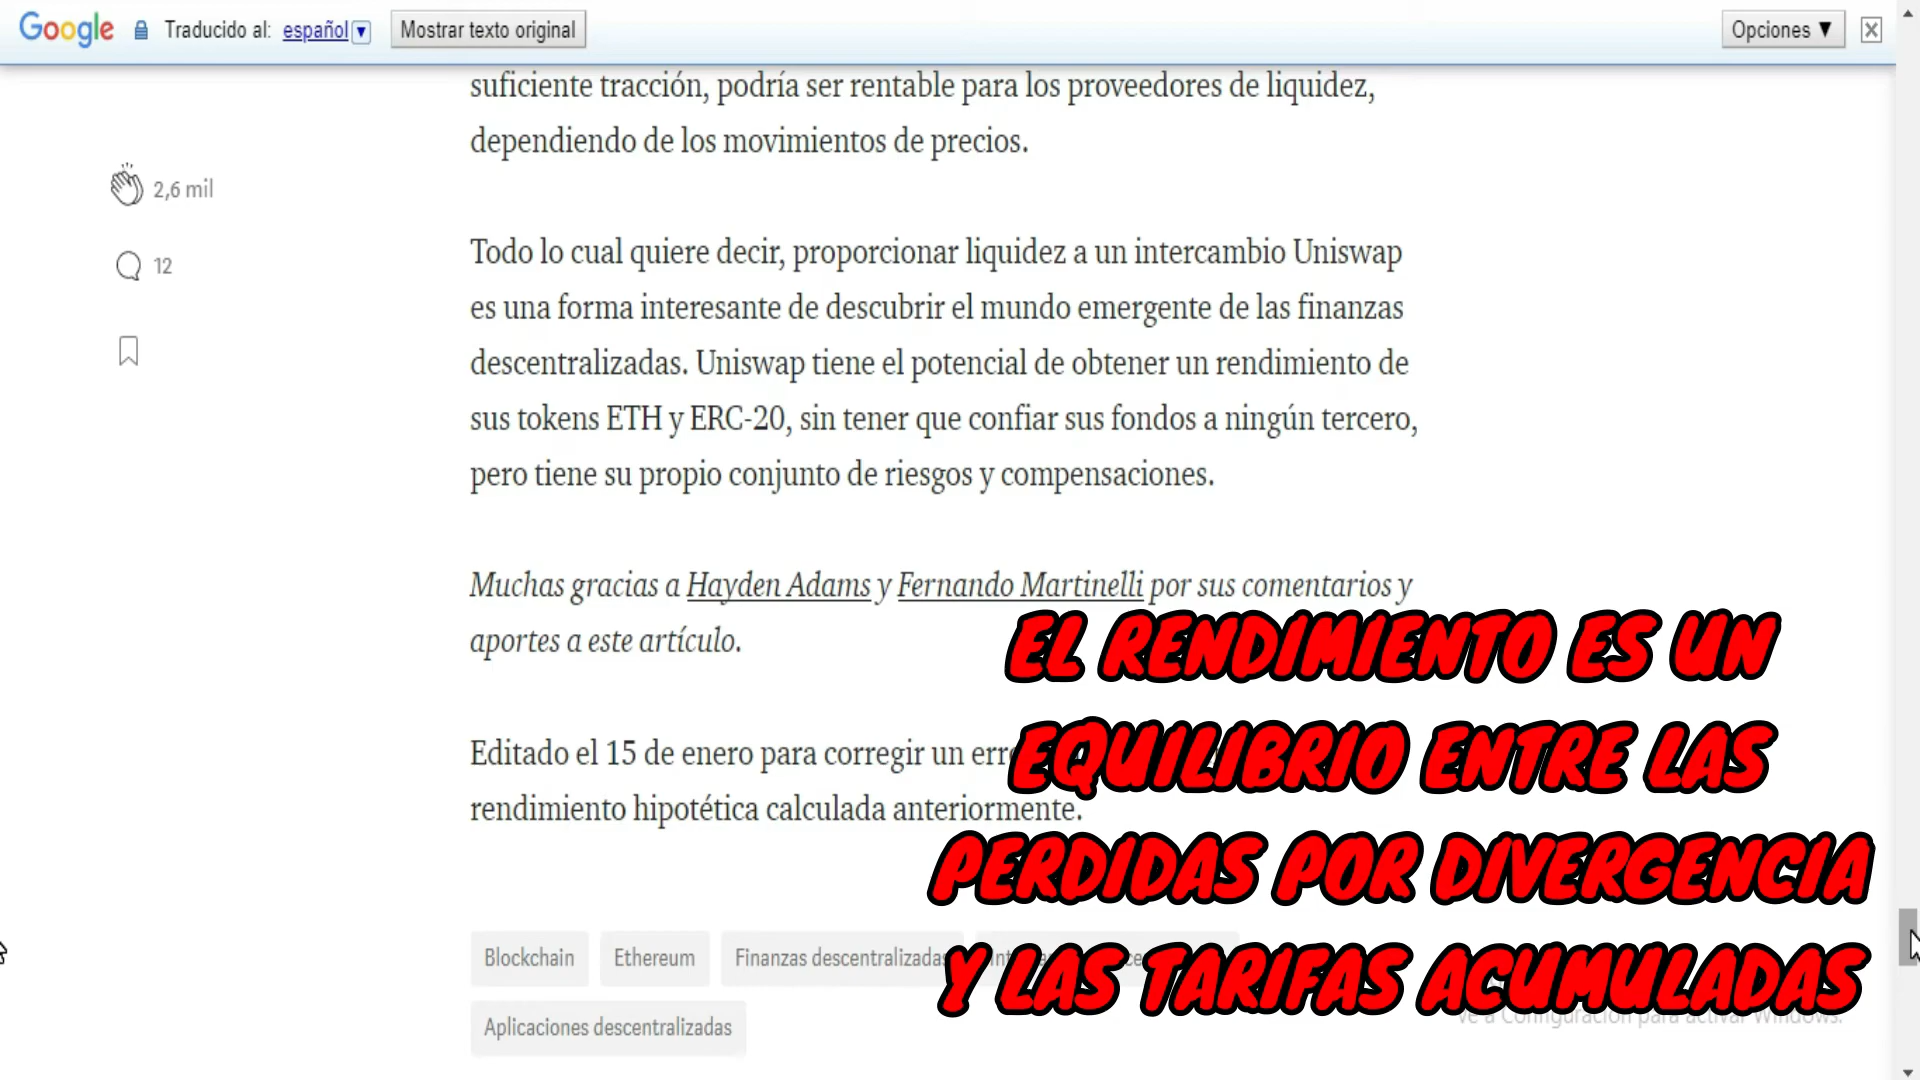 Google Traducido al: español Mostrar texto original Opciones ▼
suficiente tracción, podría ser rentable para los proveedores de liquidez,
dependiendo de los movimientos de precios.
2,6 mil
12
Todo lo cual quiere decir, proporcionar liquidez a un intercambio Uniswap
es una forma interesante de descubrir el mundo emergente de las finanzas
descentralizadas. Uniswap tiene el potencial de obtener un rendimiento de
sus tokens ETH y ERC-20, sin tener que confiar sus fondos a ningún tercero,
pero tiene su propio conjunto de riesgos y compensaciones.
Muchas gracias a Hayden Adams y Fernando Martinelli por sus comentarios y
aportes a este artículo.
Editado el 15 de enero para corregir un
rendimiento hipotética calculada anteriormente.
EL RENDIMIENTO ES UN
EQUILIBRIO ENTRE LAS
PERDIDAS POR DIVERGENCIA
Y LAS TARIFAS ACUMULADAS
Blockchain Ethereum Finanzas descentralizadas
Aplicaciones descentralizadas
Ve a Configuración para activar Windows.